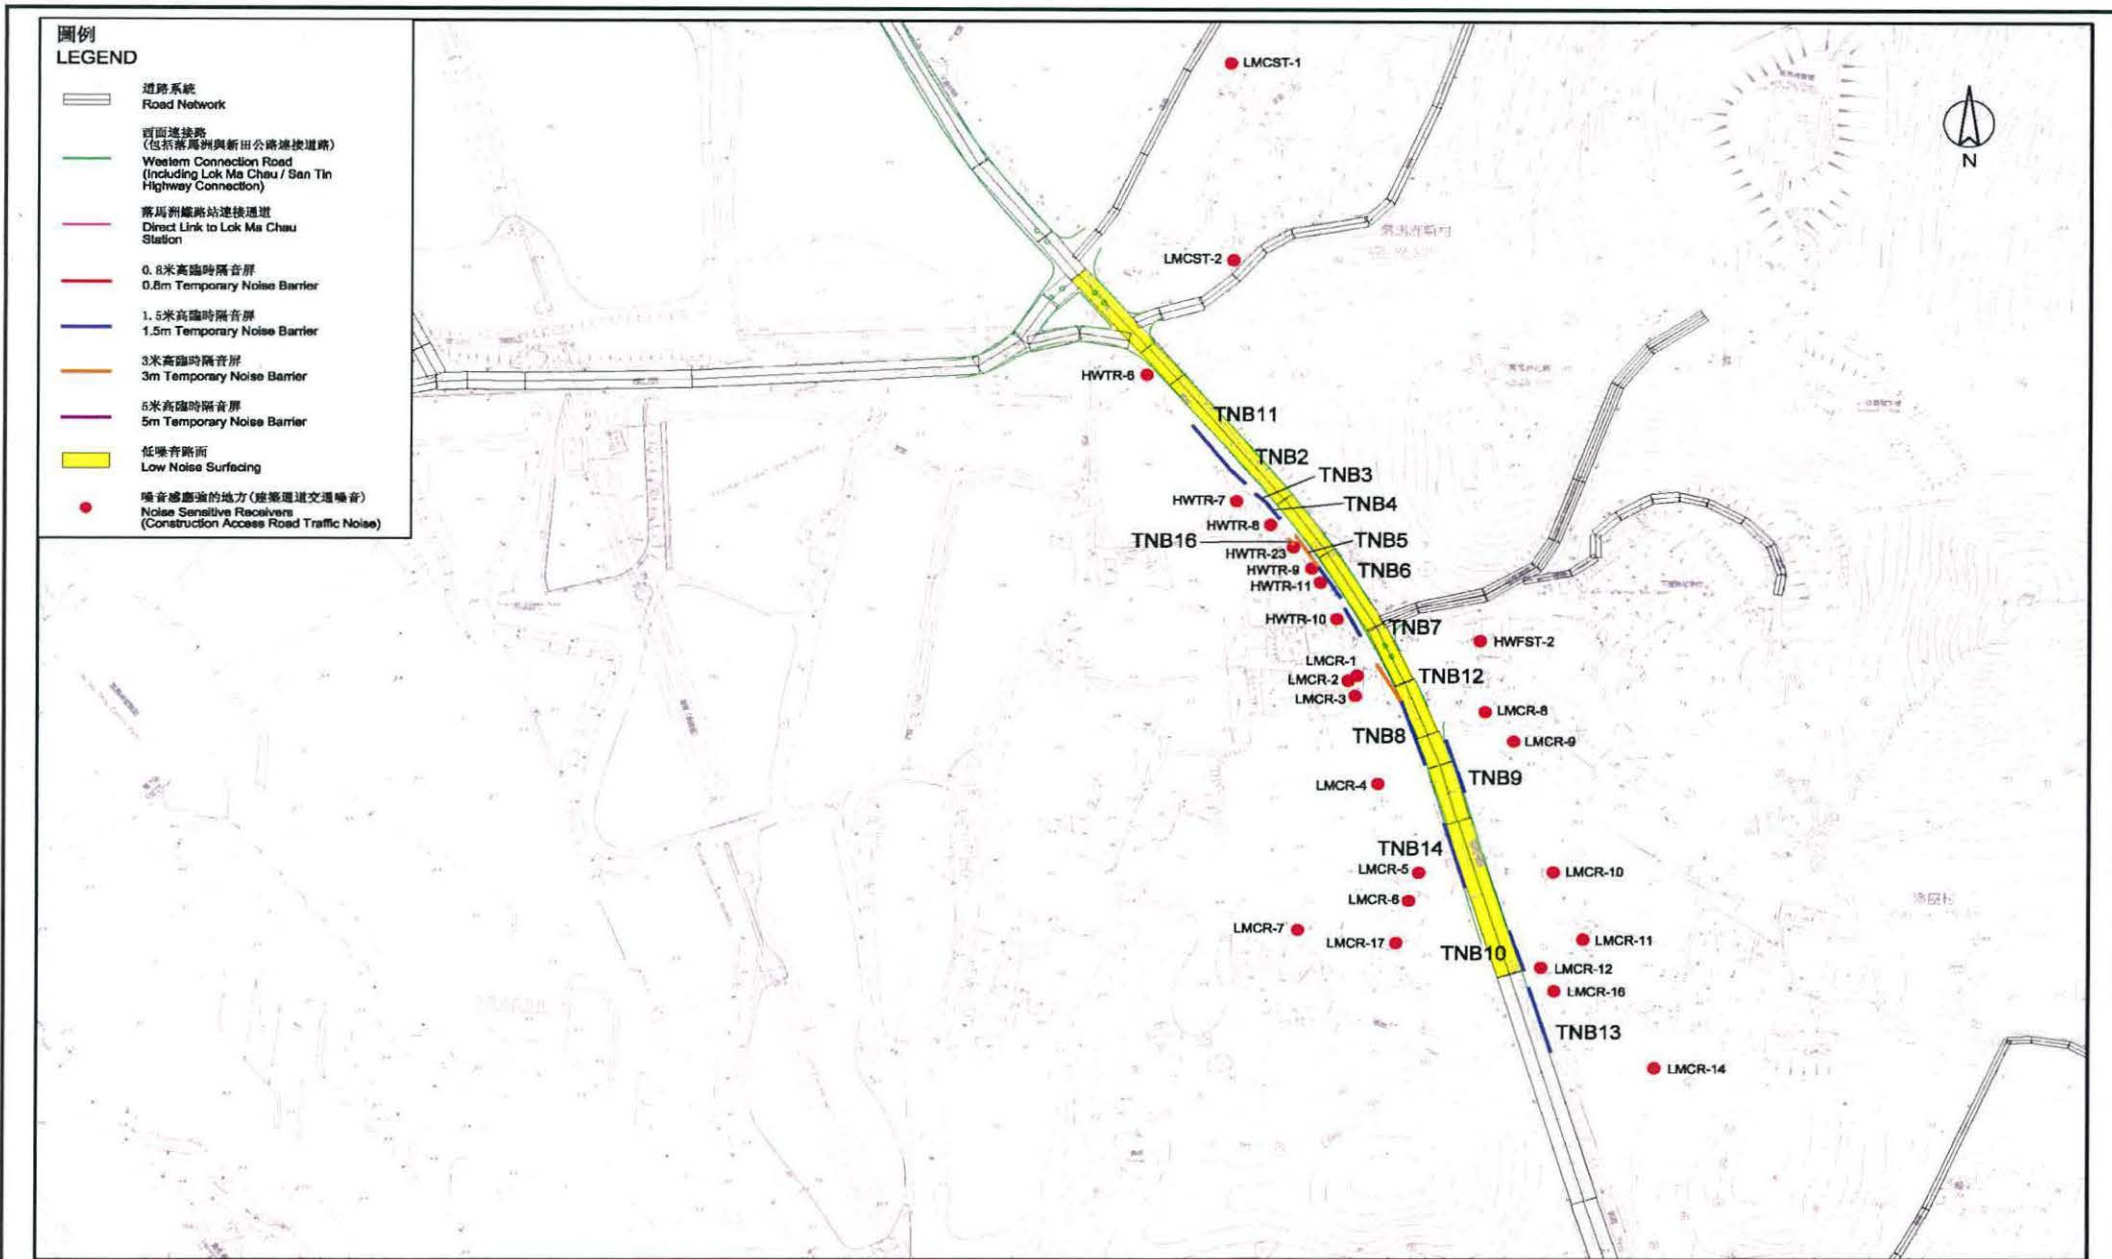 圖例
LEGEND
道路系統
Road Network
西面連接路
(包括落馬洲與新田公路連接道路)
Western Connection Road
(Including Lok Ma Chau / San Tin
Highway Connection)
落馬洲鐵路站連接通道
Direct Link to Lok Ma Chau
Station
0.8米高臨時隔音屏
0.8m Temporary Noise Barrier
1.5米高臨時隔音屏
1.5m Temporary Noise Barrier
3米高臨時隔音屏
3m Temporary Noise Barrier
5米高臨時隔音屏
5m Temporary Noise Barrier
低噪音路面
Low Noise Surfacing
噪音感應強的地方(建築通道交通噪音)
Noise Sensitive Receivers
(Construction Access Road Traffic Noise)
N
LMCST-1
LMCST-2
HWTR-6
TNB11
TNB2
TNB3
HWTR-7
TNB4
HWTR-8
TNB16
TNB5
HWTR-23
HWTR-9
TNB6
HWTR-11
HWTR-10
TNB7
HWFST-2
LMCR-1
LMCR-2
TNB12
LMCR-3
LMCR-8
TNB8
LMCR-9
TNB9
LMCR-4
TNB14
LMCR-5
LMCR-10
LMCR-6
LMCR-7
LMCR-17
LMCR-11
TNB10
LMCR-12
LMCR-16
TNB13
LMCR-14